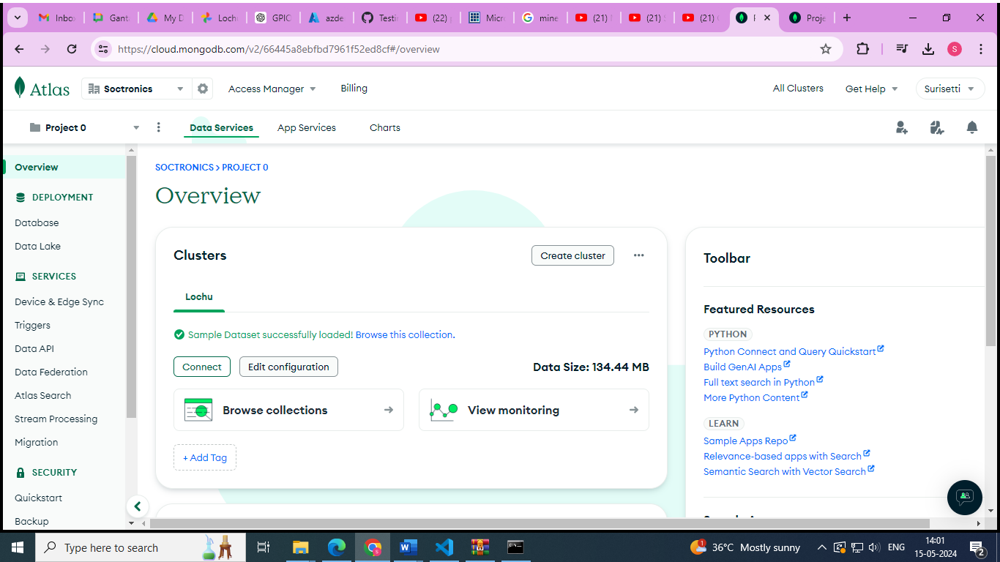 Inbo
Gant
My D
Loch
GPIO
azde
Testin
(22)
Micr
mine
(21)
(21)
(21)
Proje
https://cloud.mongodb.com/v2/66445a8ebfbd7961f52ed8cf#/overview
S
Atlas
Soctronics
Access Manager
Billing
All Clusters
Get Help
Surisetti
Project 0
Data Services
App Services
Charts
Overview
DEPLOYMENT
Database
Data Lake
SERVICES
Device & Edge Sync
Triggers
Data API
Data Federation
Atlas Search
Stream Processing
Migration
SECURITY
Quickstart
Backup
SOCTRONICS > PROJECT 0
Overview
Clusters
Create cluster
Lochu
Sample Dataset successfully loaded! Browse this collection.
Connect
Edit configuration
Data Size: 134.44 MB
Browse collections
View monitoring
+ Add Tag
Toolbar
Featured Resources
PYTHON
Python Connect and Query Quickstart
Build GenAI Apps
Full text search in Python
More Python Content
LEARN
Sample Apps Repo
Relevance-based apps with Search
Semantic Search with Vector Search
Type here to search
1
36°C Mostly sunny
ENG
14:01
15-05-2024
2